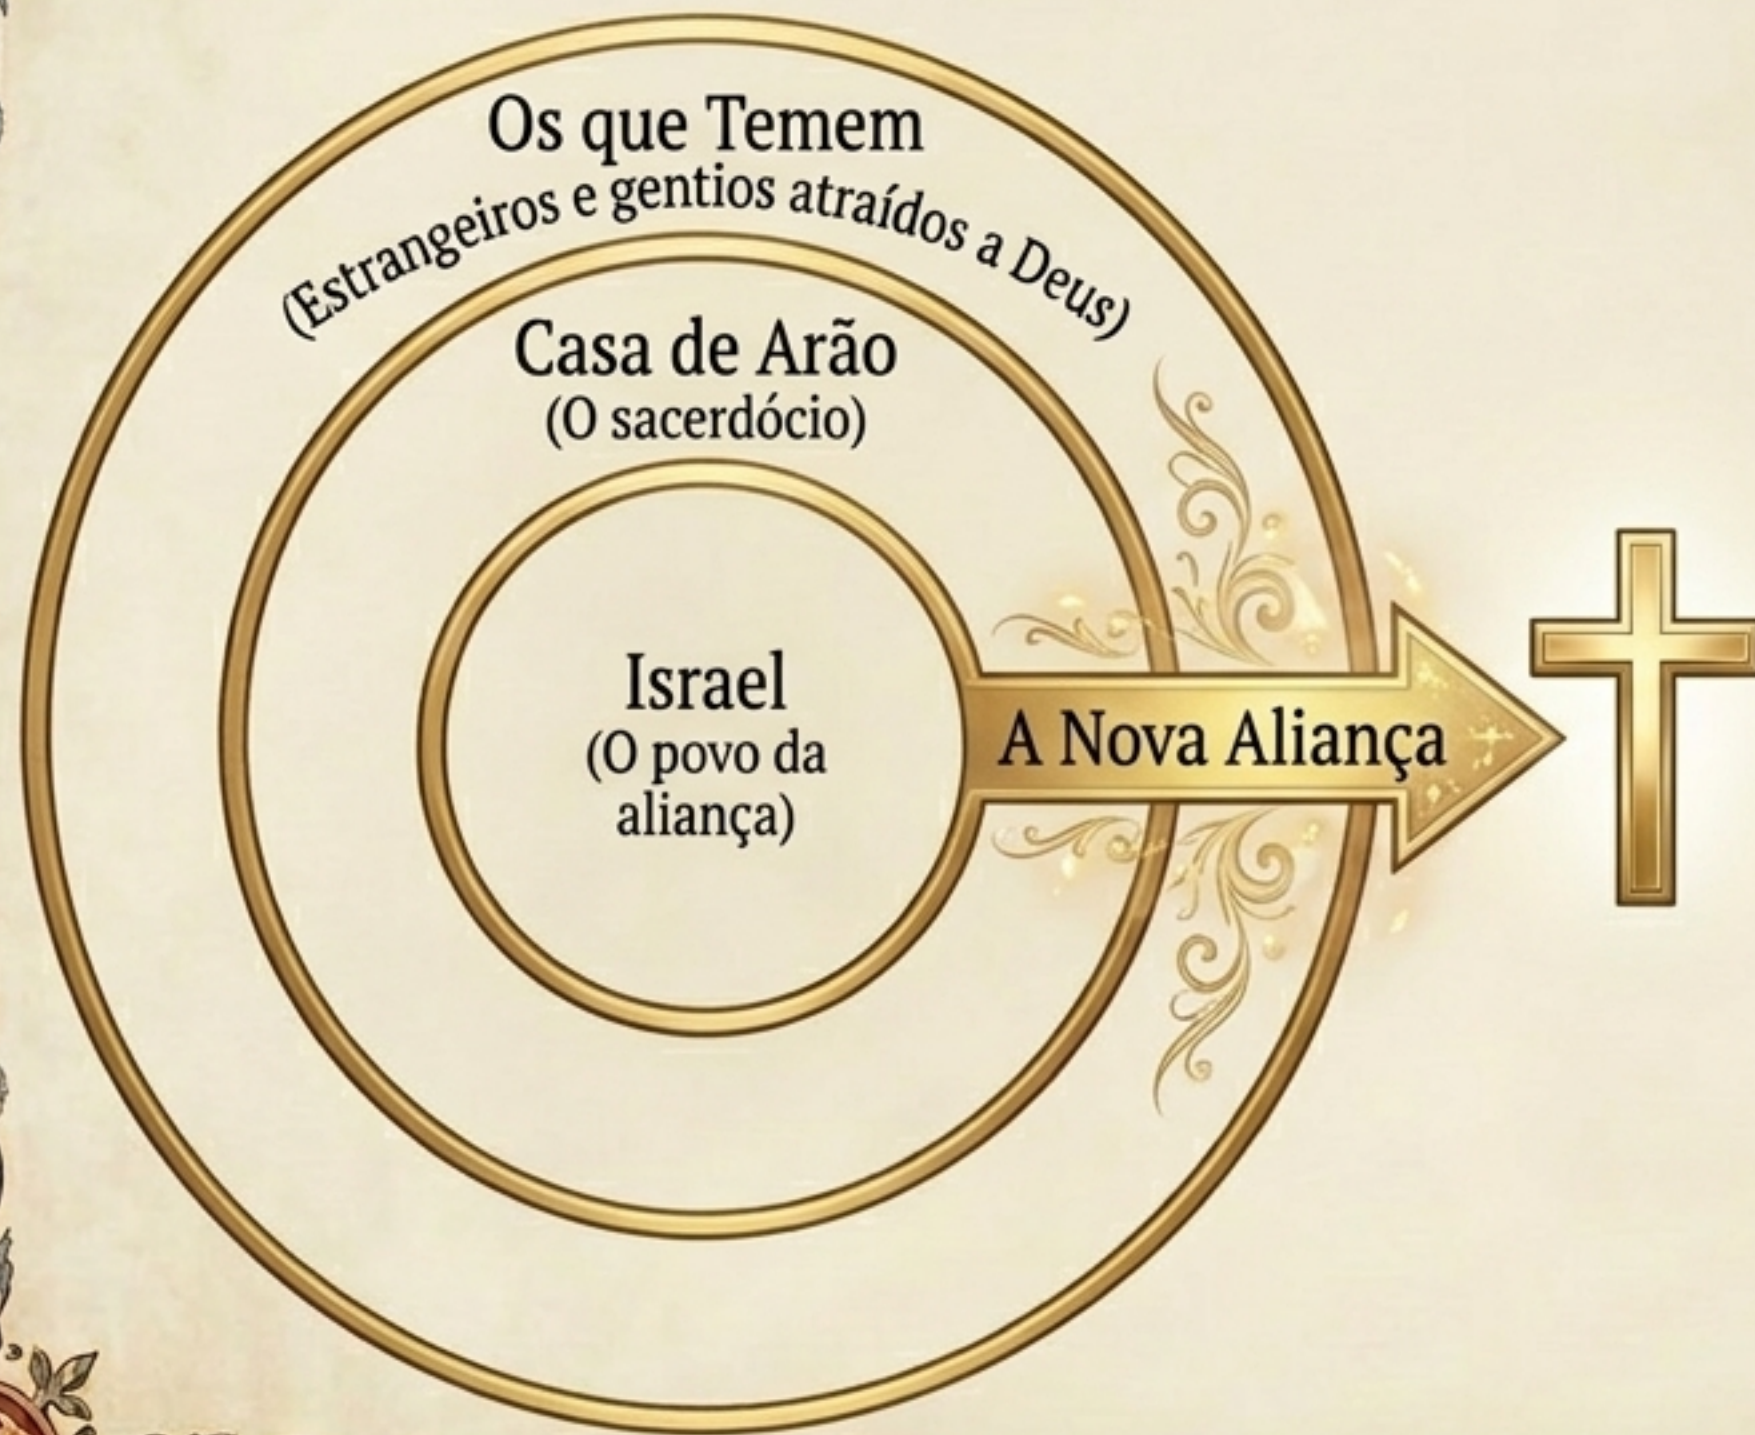 Os que Temem
(Estrangeiros e gentios atraídos a Deus)
Casa de Arão
(O sacerdócio)
Israel
(O povo da
aliança)
A Nova Aliança